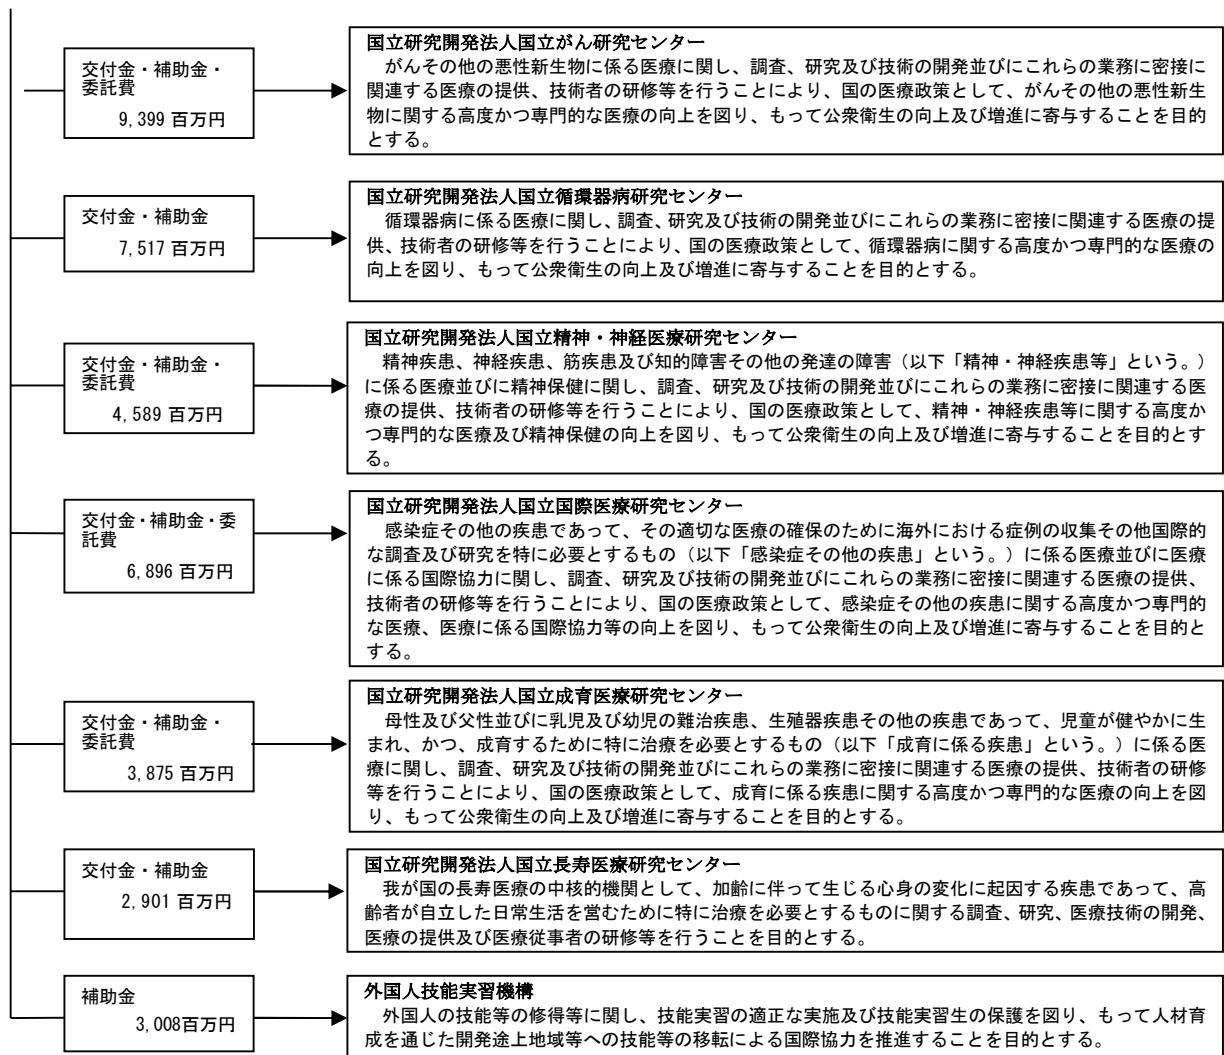 交付金・補助金・
委託費
9,399 百万円
国立研究開発法人国立がん研究センター
がんその他の悪性新生物に係る医療に関し、調査、研究及び技術の開発並びにこれらの業務に密接に
関連する医療の提供、技術者の研修等を行うことにより、国の医療政策として、がんその他の悪性新生
物に関する高度かつ専門的な医療の向上を図り、もって公衆衛生の向上及び増進に寄与することを目的
とする。
交付金・補助金
7,517 百万円
国立研究開発法人国立循環器病研究センター
循環器病に係る医療に関し、調査、研究及び技術の開発並びにこれらの業務に密接に関連する医療の提
供、技術者の研修等を行うことにより、国の医療政策として、循環器病に関する高度かつ専門的な医療の
向上を図り、もって公衆衛生の向上及び増進に寄与することを目的とする。
交付金・補助金・
委託費
4,589 百万円
国立研究開発法人国立精神・神経医療研究センター
精神疾患、神経疾患、筋疾患及び知的障害その他の発達の障害（以下「精神・神経疾患等」という。）
に係る医療並びに精神保健に関し、調査、研究及び技術の開発並びにこれらの業務に密接に関連する医
療の提供、技術者の研修等を行うことにより、国の医療政策として、精神・神経疾患等に関する高度か
つ専門的な医療及び精神保健の向上を図り、もって公衆衛生の向上及び増進に寄与することを目的とす
る。
交付金・補助金・委
託費
6,896 百万円
国立研究開発法人国立国際医療研究センター
感染症その他の疾患であって、その適切な医療の確保のために海外における症例の収集その他国際的
な調査及び研究を特に必要とするもの（以下「感染症その他の疾患」という。）に係る医療並びに医療
に係る国際協力に関し、調査、研究及び技術の開発並びにこれらの業務に密接に関連する医療の提供、
技術者の研修等を行うことにより、国の医療政策として、感染症その他の疾患に関する高度かつ専門的
な医療、医療に係る国際協力等の向上を図り、もって公衆衛生の向上及び増進に寄与することを目的と
する。
交付金・補助金・
委託費
3,875 百万円
国立研究開発法人国立成育医療研究センター
母性及び父性並びに乳児及び幼児の難治疾患、生殖器疾患その他の疾患であって、児童が健やかに生
まれ、かつ、成育するために特に治療を必要とするもの（以下「成育に係る疾患」という。）に係る医
療に関し、調査、研究及び技術の開発並びにこれらの業務に密接に関連する医療の提供、技術者の研修
等を行うことにより、国の医療政策として、成育に係る疾患に関する高度かつ専門的な医療の向上を図
り、もって公衆衛生の向上及び増進に寄与することを目的とする。
交付金・補助金
2,901 百万円
国立研究開発法人国立長寿医療研究センター
我が国の長寿医療の中核的機関として、加齢に伴って生じる心身の変化に起因する疾患であって、高
齢者が自立した日常生活を営むために特に治療を必要とするものに関する調査、研究、医療技術の開発、
医療の提供及び医療従事者の研修等を行うことを目的とする。
補助金
3,008百万円
外国人技能実習機構
外国人の技能等の修得等に関し、技能実習の適正な実施及び技能実習生の保護を図り、もって人材育
成を通じた開発途上地域等への技能等の移転による国際協力を推進することを目的とする。